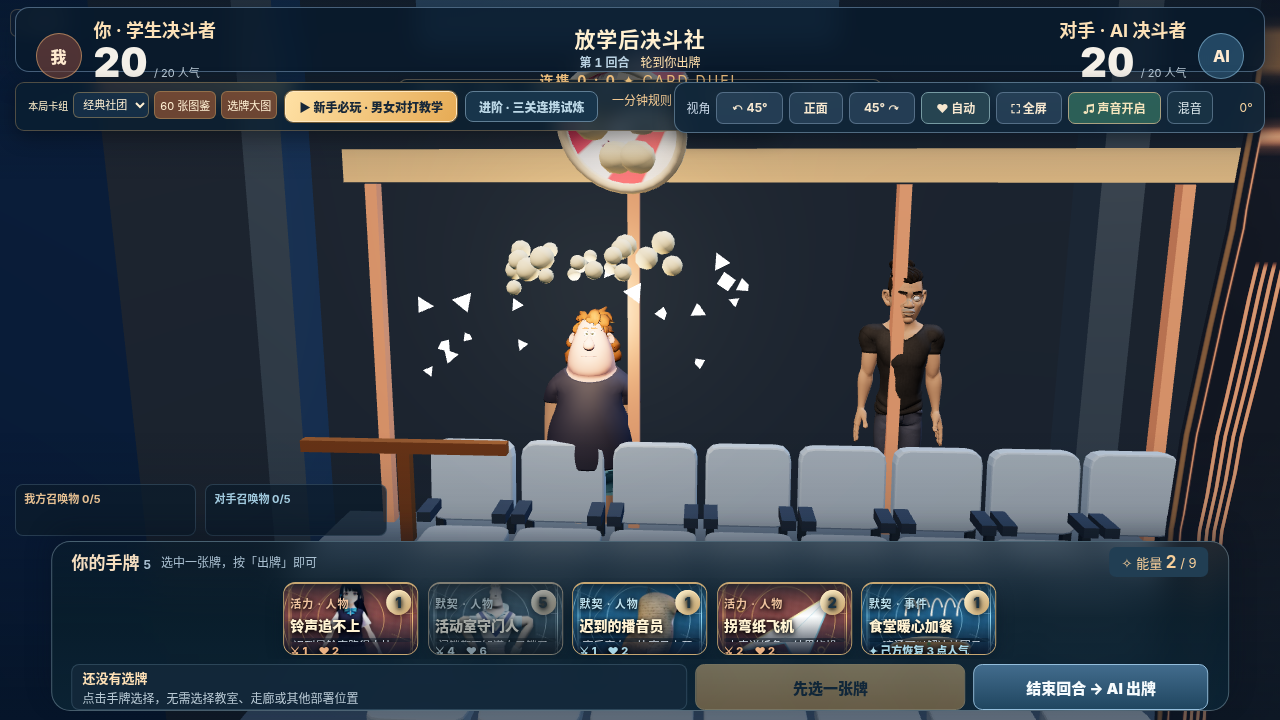 我
你 · 学生决斗者
20 / 20 人气
放学后决斗社
第 1 回合 轮到你出牌
对手 · AI 决斗者
20 / 20 人气
AI
本局卡组 经典社团 60 张图鉴 选牌大图 ▶ 新手必玩 · 男女对打教学 进阶 · 三关连携试炼 一分钟规则
视角 ↶ 45° 正面 45° ↷ ♥ 自动 ⛶ 全屏 ♫ 声音开启 混音 0°
我方召唤物 0/5
对手召唤物 0/5
你的手牌 5 选中一张牌，按「出牌」即可
✧ 能量 2 / 9
活力 · 人物 1
铃声追不上
⚔ 1 ♥ 2
默契 · 人物 5
活动室守门人
⚔ 4 ♥ 6
默契 · 人物 1
迟到的播音员
⚔ 1 ♥ 2
活力 · 人物 2
拐弯纸飞机
⚔ 2 ♥ 2
默契 · 事件 1
食堂暖心加餐
✦ 己方恢复 3 点人气
还没有选牌
点击手牌选择，无需选择教室、走廊或其他部署位置
先选一张牌
结束回合 → AI 出牌